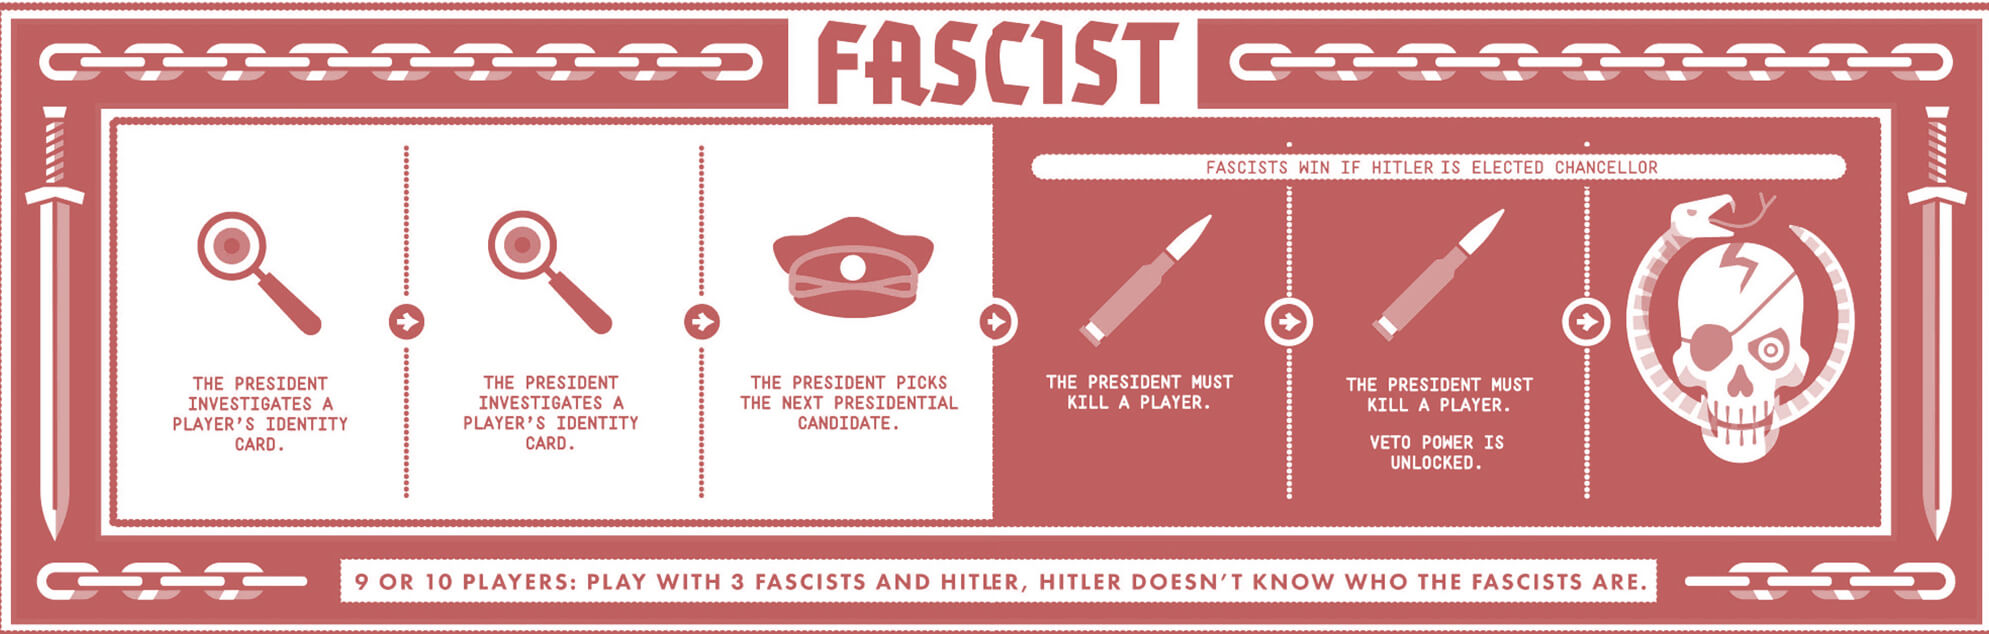 FASCIST
FASCISTS WIN IF HITLER IS ELECTED CHANCELLOR
THE PRESIDENT
INVESTIGATES A
PLAYER'S IDENTITY
CARD.
THE PRESIDENT
INVESTIGATES A
PLAYER'S IDENTITY
CARD.
THE PRESIDENT PICKS
THE NEXT PRESIDENTIAL
CANDIDATE.
THE PRESIDENT MUST
KILL A PLAYER.
THE PRESIDENT MUST
KILL A PLAYER.
VETO POWER IS
UNLOCKED.
9 OR 10 PLAYERS: PLAY WITH 3 FASCISTS AND HITLER, HITLER DOESN'T KNOW WHO THE FASCISTS ARE.